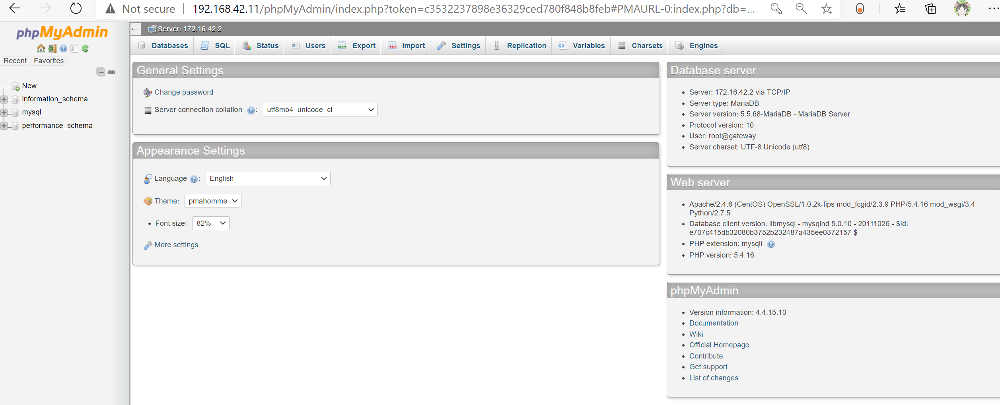 Not secure | 192.168.42.11/phpMyAdmin/index.php?token=c3532237898e36329ced780f848b8feb#PMAURL-0:index.php?db=...
phpMyAdmin
Recent Favorites
New
information_schema
mysql
performance_schema
Server: 172.16.42.2
Databases SQL Status Users Export Import Settings Replication Variables Charsets Engines
General Settings
Change password
Server connection collation : utf8mb4_unicode_ci
Appearance Settings
Language : English
Theme: pmahomme
Font size: 82%
More settings
Database server
Server: 172.16.42.2 via TCP/IP
Server type: MariaDB
Server version: 5.5.68-MariaDB - MariaDB Server
Protocol version: 10
User: root@gateway
Server charset: UTF-8 Unicode (utf8)
Web server
Apache/2.4.6 (CentOS) OpenSSL/1.0.2k-fips mod_fcgid/2.3.9 PHP/5.4.16 mod_wsgi/3.4
Python/2.7.5
Database client version: libmysql - mysqlnd 5.0.10 - 20111026 - $Id:
e707c415db32080b3752b232487a435ee0372157 $
PHP extension: mysqli
PHP version: 5.4.16
phpMyAdmin
Version information: 4.4.15.10
Documentation
Wiki
Official Homepage
Contribute
Get support
List of changes